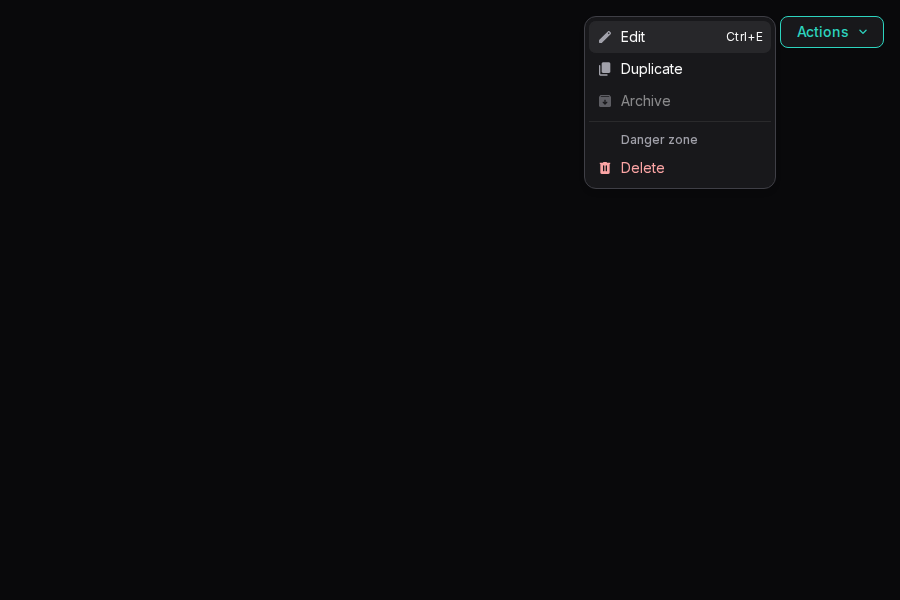 Actions
Edit Ctrl+E
Duplicate
Archive
Danger zone
Delete